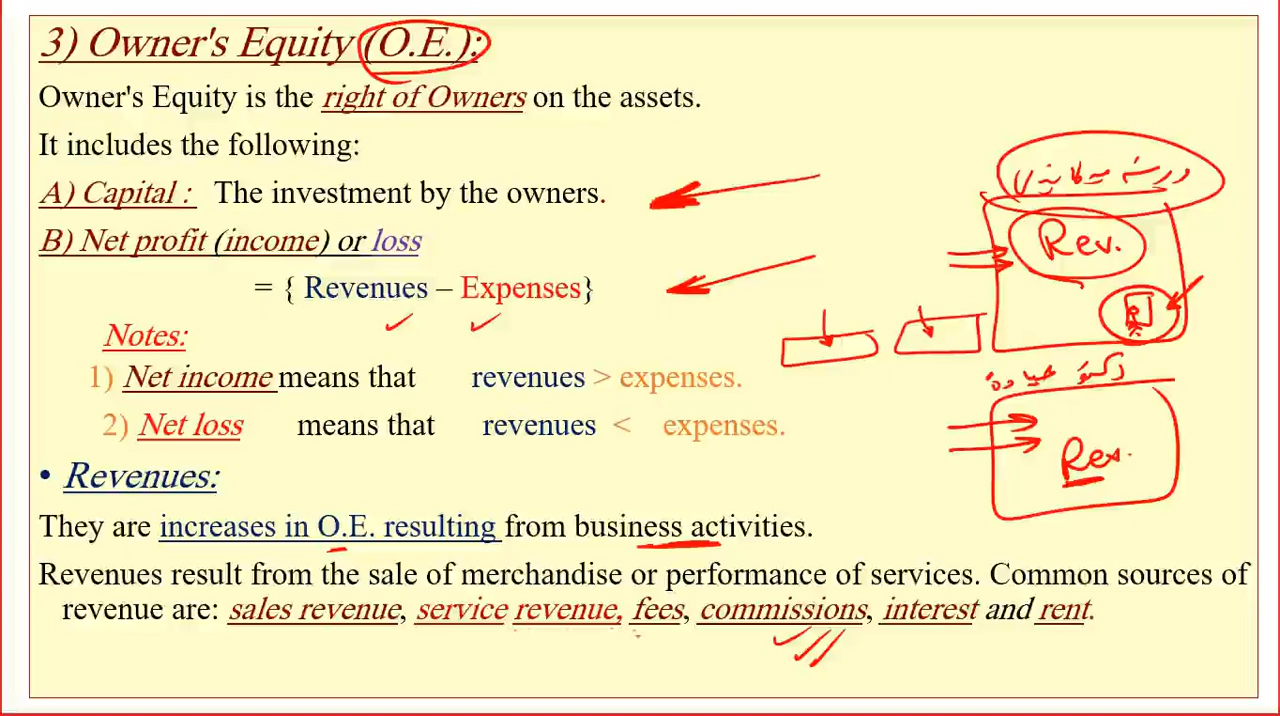 3) Owner's Equity (O.E.):
Owner's Equity is the right of Owners on the assets.
It includes the following:
A) Capital : The investment by the owners.
B) Net profit (income) or loss
= { Revenues – Expenses}
Notes:
1) Net income means that revenues > expenses.
2) Net loss means that revenues < expenses.
• Revenues:
They are increases in O.E. resulting from business activities.
Revenues result from the sale of merchandise or performance of services. Common sources of
revenue are: sales revenue, service revenue, fees, commissions, interest and rent.
ورشة ميكانيكا
Rev.
دكتور عيادة
Rev.